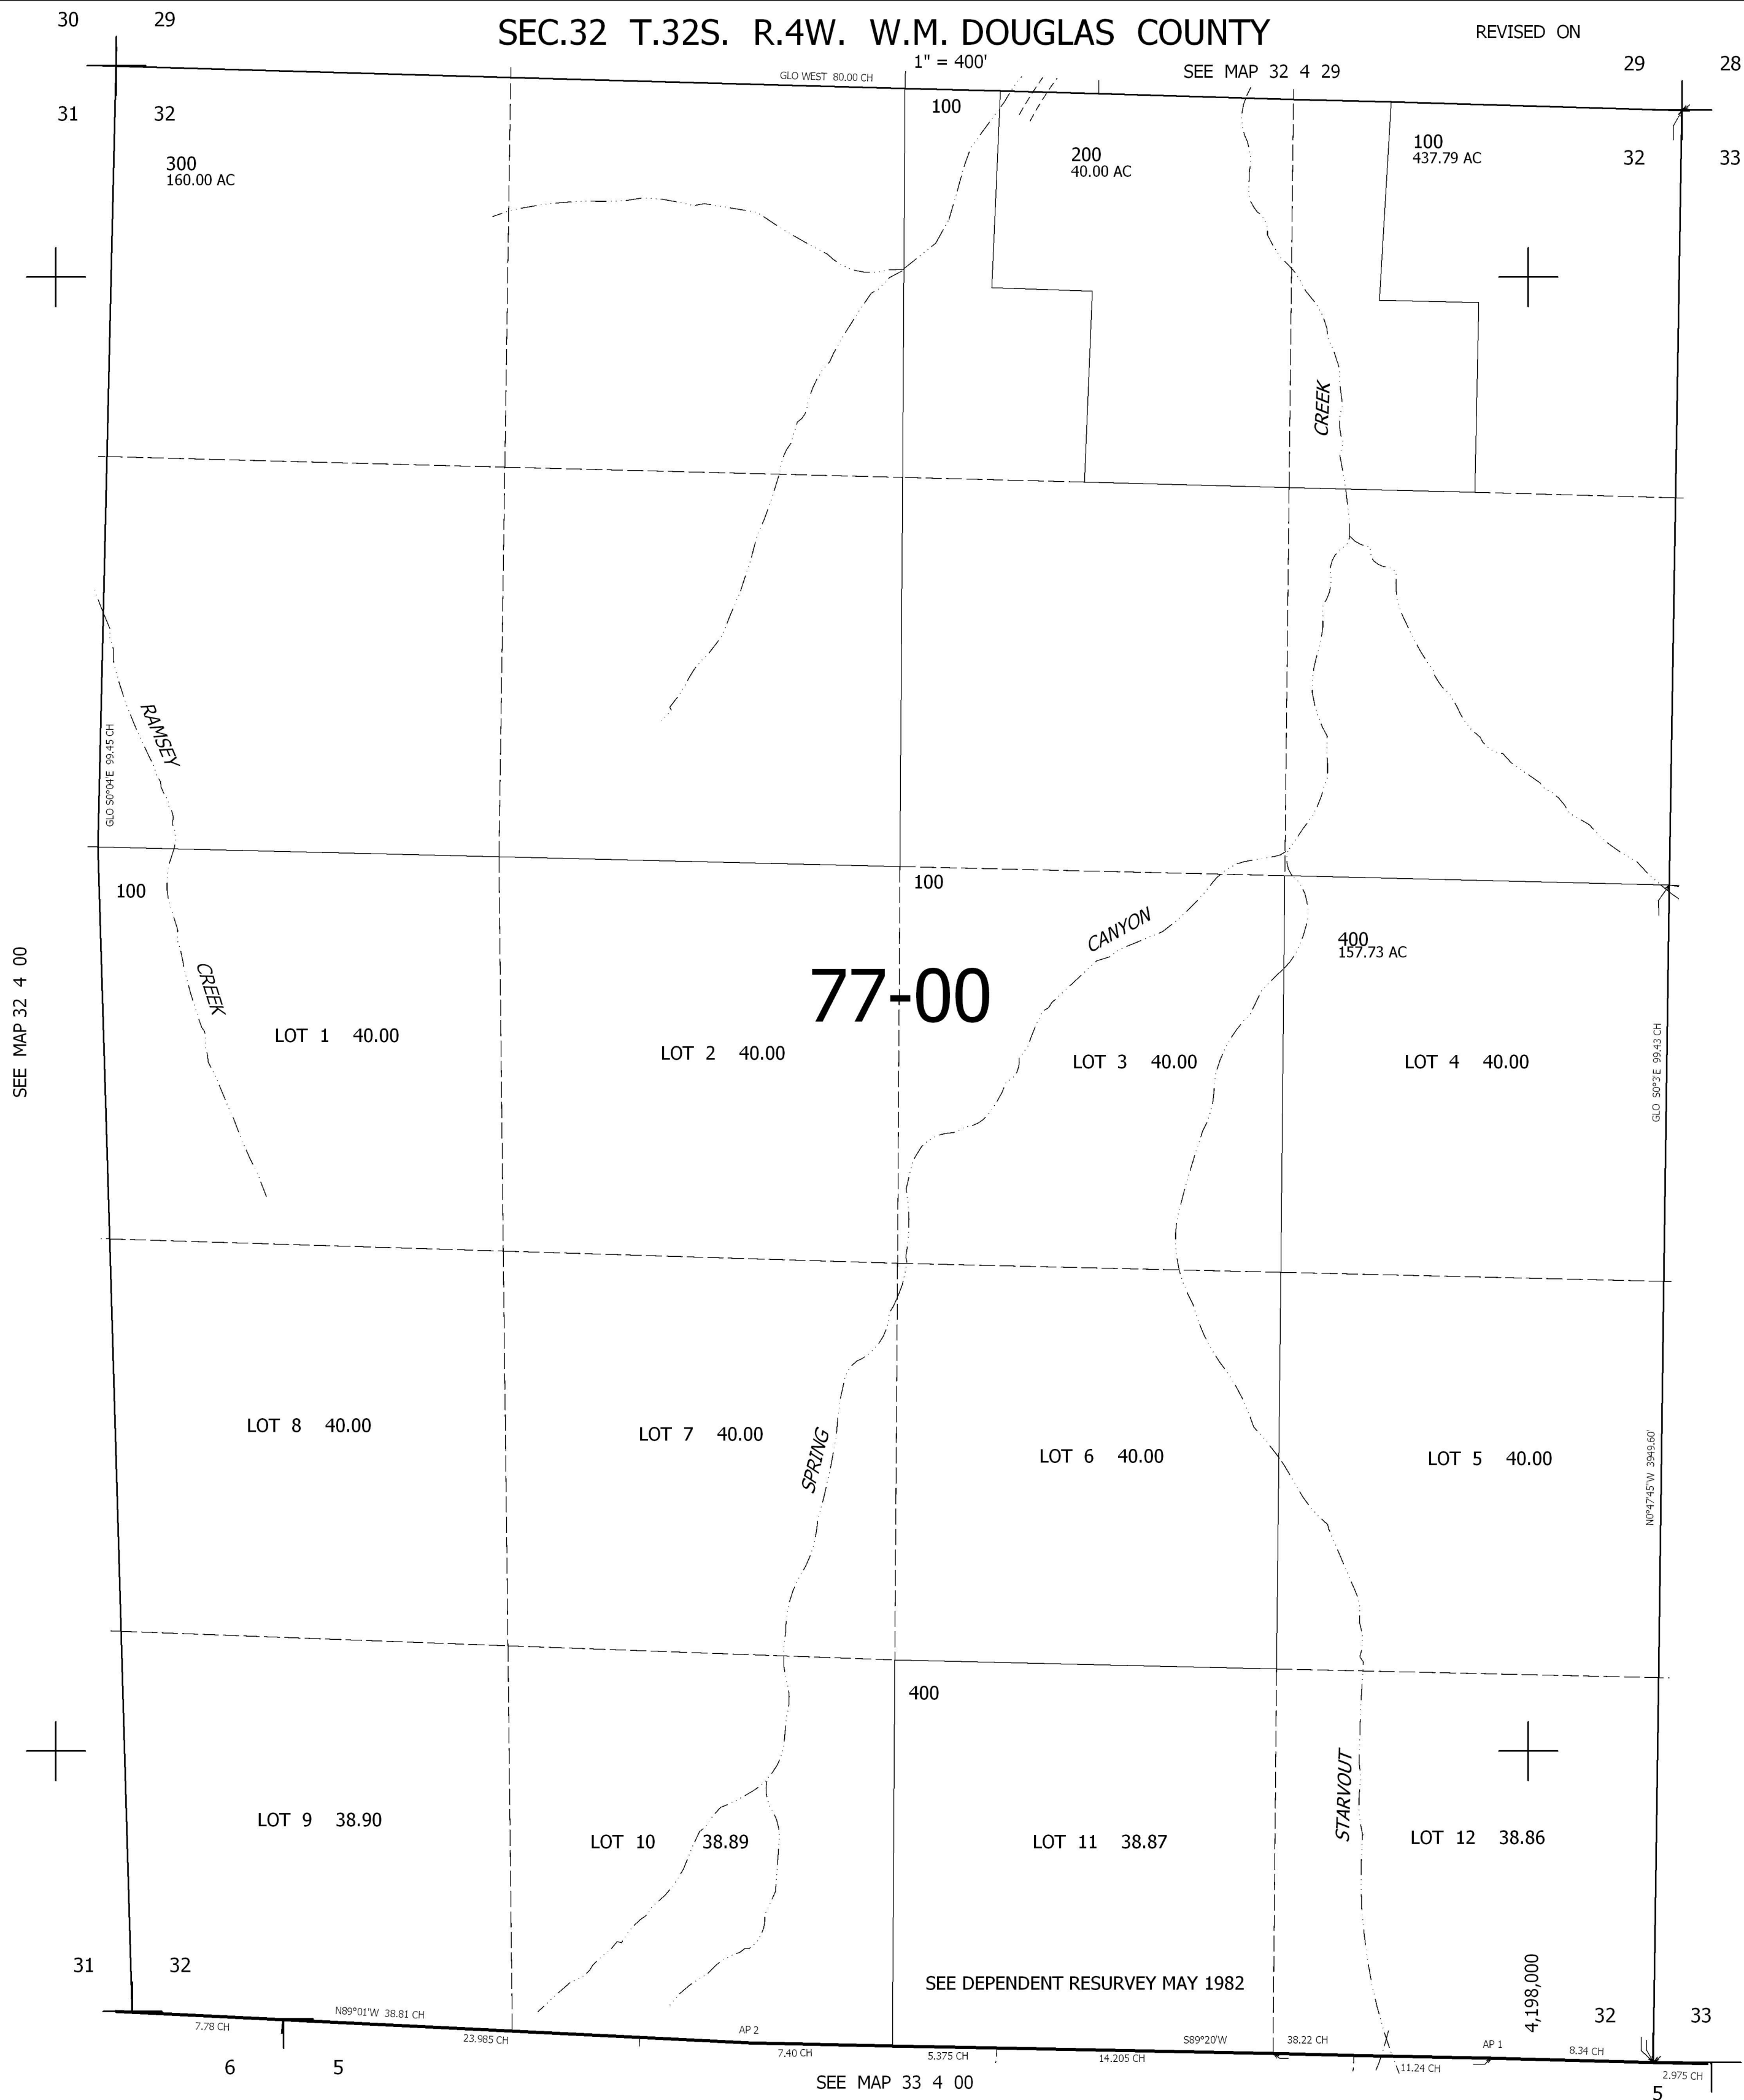 30 29
SEC.32 T.32S. R.4W. W.M. DOUGLAS COUNTY
REVISED ON
1" = 400'
GLO WEST 80.00 CH
SEE MAP 32 4 29
29 28
31 32
100
300
160.00 AC
200
40.00 AC
100
437.79 AC
32 33
CREEK
RAMSEY
GLO S0°04'E 99.45 CH
100
100
CANYON
400
157.73 AC
SEE MAP 32 4 00
CREEK
77-00
LOT 1 40.00
LOT 2 40.00
LOT 3 40.00
LOT 4 40.00
GLO S0°3'E 99.43 CH
LOT 8 40.00
LOT 7 40.00
SPRING
LOT 6 40.00
LOT 5 40.00
N0°47'45"W 3949.60'
400
STARVOUT
LOT 9 38.90
LOT 10 38.89
LOT 11 38.87
LOT 12 38.86
31 32
SEE DEPENDENT RESURVEY MAY 1982
4,198,000
32 33
N89°01'W 38.81 CH
7.78 CH
23.985 CH
AP 2
7.40 CH
5.375 CH
14.205 CH
S89°20'W 38.22 CH
11.24 CH
AP 1
8.34 CH
2.975 CH
6 5
SEE MAP 33 4 00
5